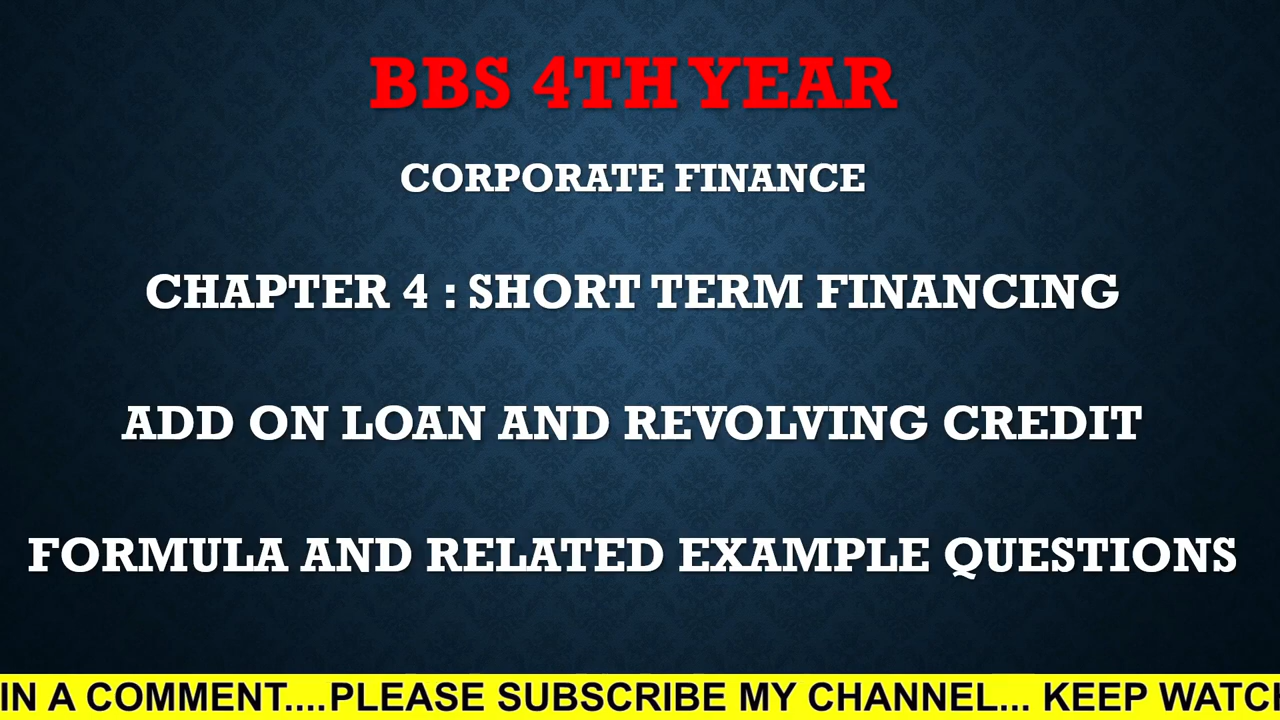 BBS 4TH YEAR
CORPORATE FINANCE
CHAPTER 4 : SHORT TERM FINANCING
ADD ON LOAN AND REVOLVING CREDIT
FORMULA AND RELATED EXAMPLE QUESTIONS
IN A COMMENT....PLEASE SUBSCRIBE MY CHANNEL... KEEP WATCH